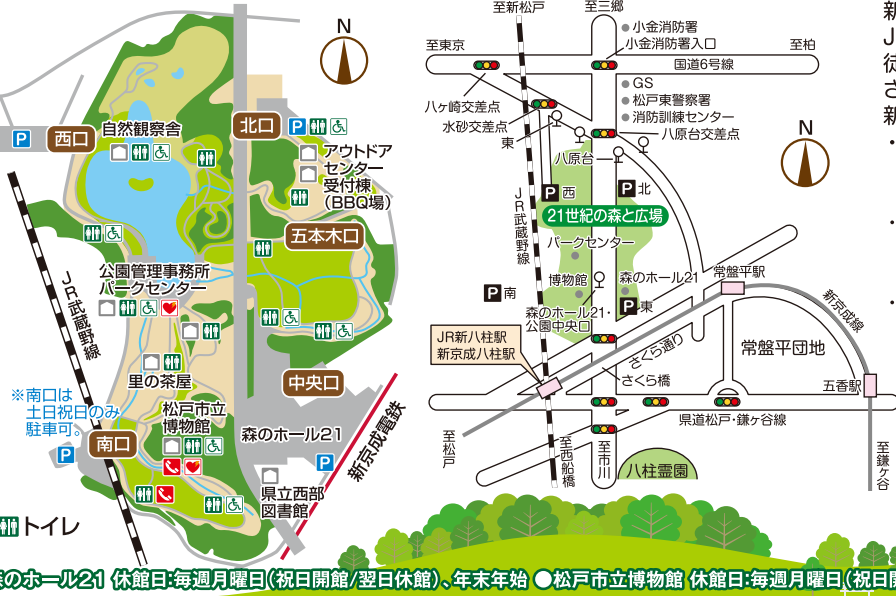 N
P
西口
自然観察舎
北口
P
アウトドア
センター
受付棟
（BBQ場）
五本木口
公園管理事務所
パークセンター
JR武蔵野線
里の茶屋
中央口
※南口は
土日祝日のみ
駐車可。
松戸市立
博物館
南口
P
森のホール21
P
新京成電鉄
県立西部
図書館
トイレ
至新松戸
至三郷
小金消防署
小金消防署入口
至東京
至柏
国道6号線
八ヶ崎交差点
GS
松戸東警察署
消防訓練センター
水砂交差点
八原台交差点
東
八原台
N
P西
P北
21世紀の森と広場
JR武蔵野線
パークセンター
博物館
森のホール21
常盤平駅
P南
P東
森のホール21・
公園中央口
新京成線
JR新八柱駅
新京成八柱駅
さくら通り
常盤平団地
さくら橋
五香駅
県道松戸・鎌ヶ谷線
至松戸
至西船橋
至市川
至鎌ヶ谷
八柱霊園
新
J
徒
さ
新
・
・
・
森のホール21 休館日：毎週月曜日（祝日開館/翌日休館）、年末年始 ●松戸市立博物館 休館日：毎週月曜日（祝日開